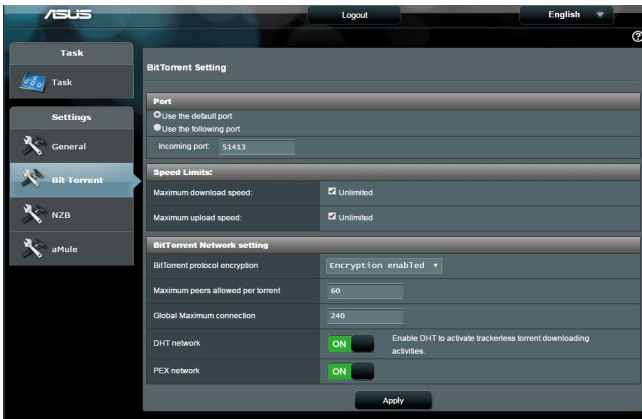 ASUS
Logout
English
Task
Task
Settings
General
Bit Torrent
NZB
aMule
BitTorrent Setting
Port
Use the default port
Use the following port
Incoming port: 51413
Speed Limits:
Maximum download speed: Unlimited
Maximum upload speed: Unlimited
BitTorrent Network setting
BitTorrent protocol encryption Encryption enabled
Maximum peers allowed per torrent 60
Global Maximum connection 240
DHT network ON Enable DHT to activate trackerless torrent downloading
activities.
PEX network ON
Apply